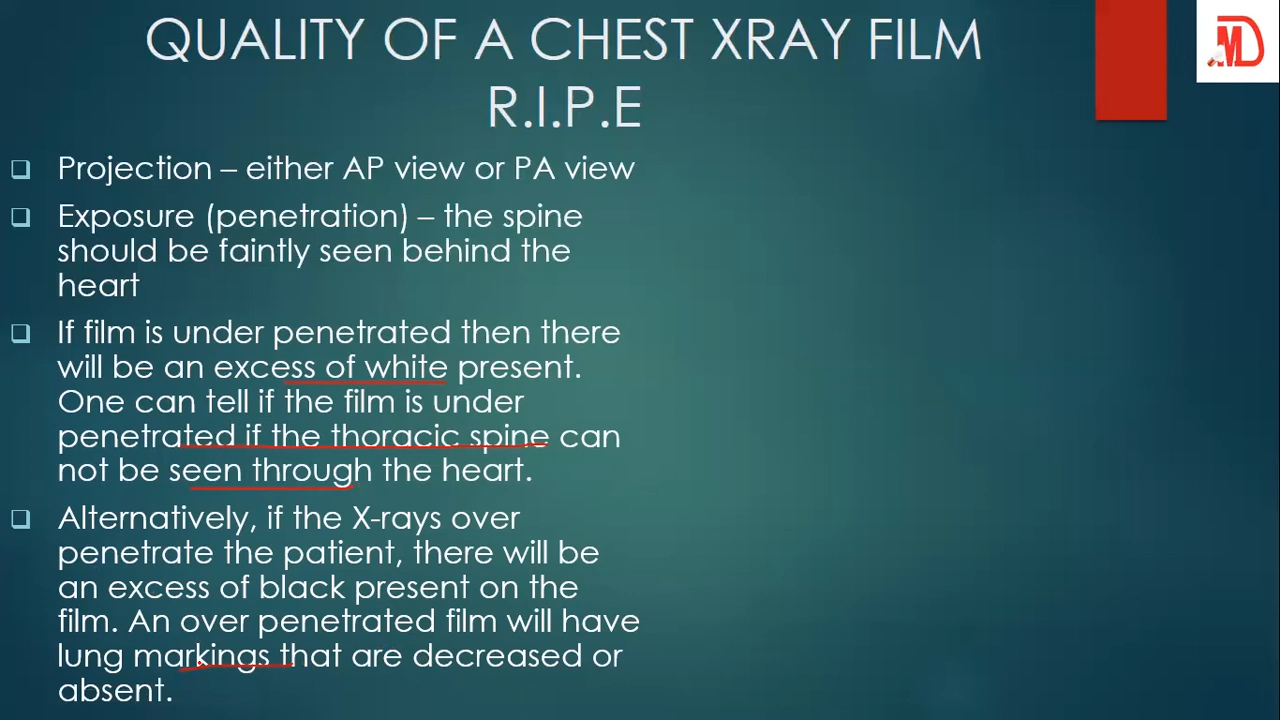 QUALITY OF A CHEST XRAY FILM
R.I.P.E
Projection – either AP view or PA view
Exposure (penetration) – the spine
should be faintly seen behind the
heart
If film is under penetrated then there
will be an excess of white present.
One can tell if the film is under
penetrated if the thoracic spine can
not be seen through the heart.
Alternatively, if the X-rays over
penetrate the patient, there will be
an excess of black present on the
film. An over penetrated film will have
lung markings that are decreased or
absent.